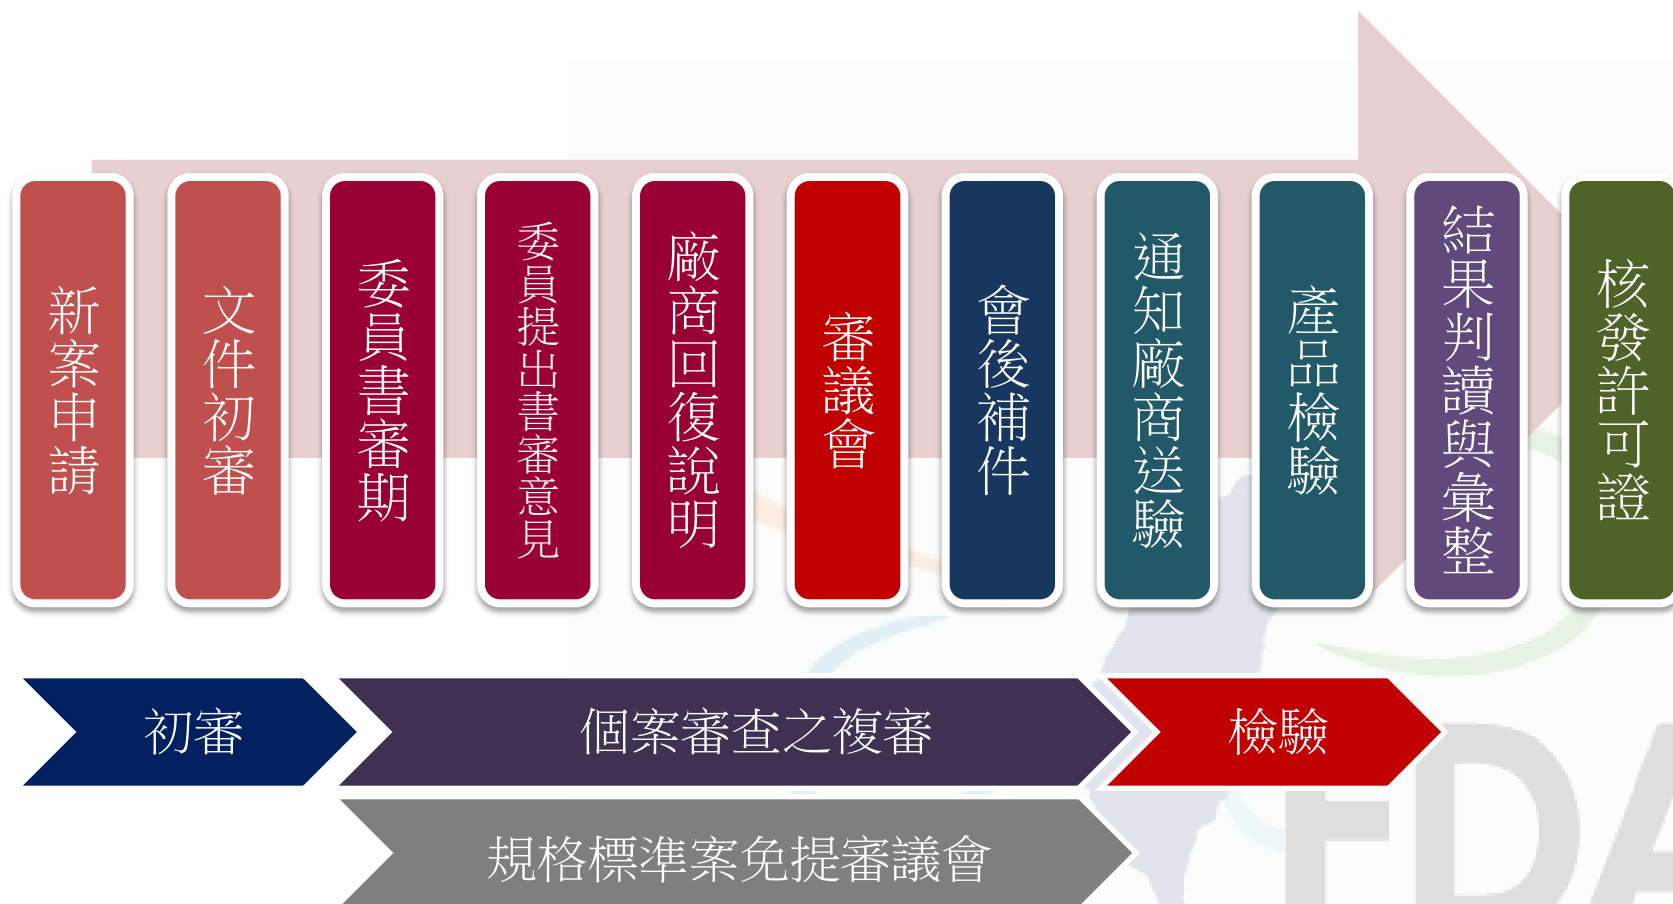 新案申請
文件初審
委員書審期
委員提出書審意見
廠商回復說明
審議會
會後補件
通知廠商送驗
產品檢驗
結果判讀與彙整
核發許可證
初審
個案審查之複審
檢驗
規格標準案免提審議會
FDA